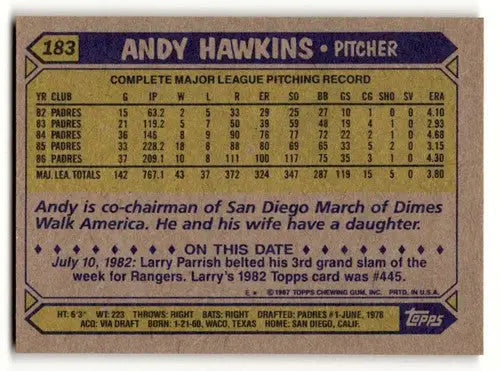 183 ANDY HAWKINS • PITCHER
COMPLETE MAJOR LEAGUE PITCHING RECORD
YR CLUB G IP W L R ER SO BB GS CG SHO SV ERA
82 PADRES 15 63.2 2 5 33 29 25 27 10 1 0 0 4.10
83 PADRES 21 119.2 5 7 50 39 59 48 19 4 1 0 2.93
84 PADRES 36 146 8 9 90 76 77 72 22 2 1 0 4.68
85 PADRES 33 228.2 18 8 88 80 69 65 33 5 2 0 3.15
86 PADRES 37 209.1 10 8 111 100 117 75 35 3 1 0 4.30
MAJ. LEA. TOTALS 142 767.1 43 37 372 324 347 287 119 15 5 0 3.80
Andy is co-chairman of San Diego March of Dimes
Walk America. He and his wife have a daughter.
ON THIS DATE
July 10, 1982: Larry Parrish belted his 3rd grand slam of the
week for Rangers. Larry's 1982 Topps card was #445.
E* ©1987 TOPPS CHEWING GUM, INC. PRTD. IN U.S.A.
HT: 6'3" WT: 223 THROWS: RIGHT BATS: RIGHT DRAFTED: PADRES #1-JUNE, 1978
ACQ: VIA DRAFT BORN: 1-21-60, WACO, TEXAS HOME: SAN DIEGO, CALIF.
Topps